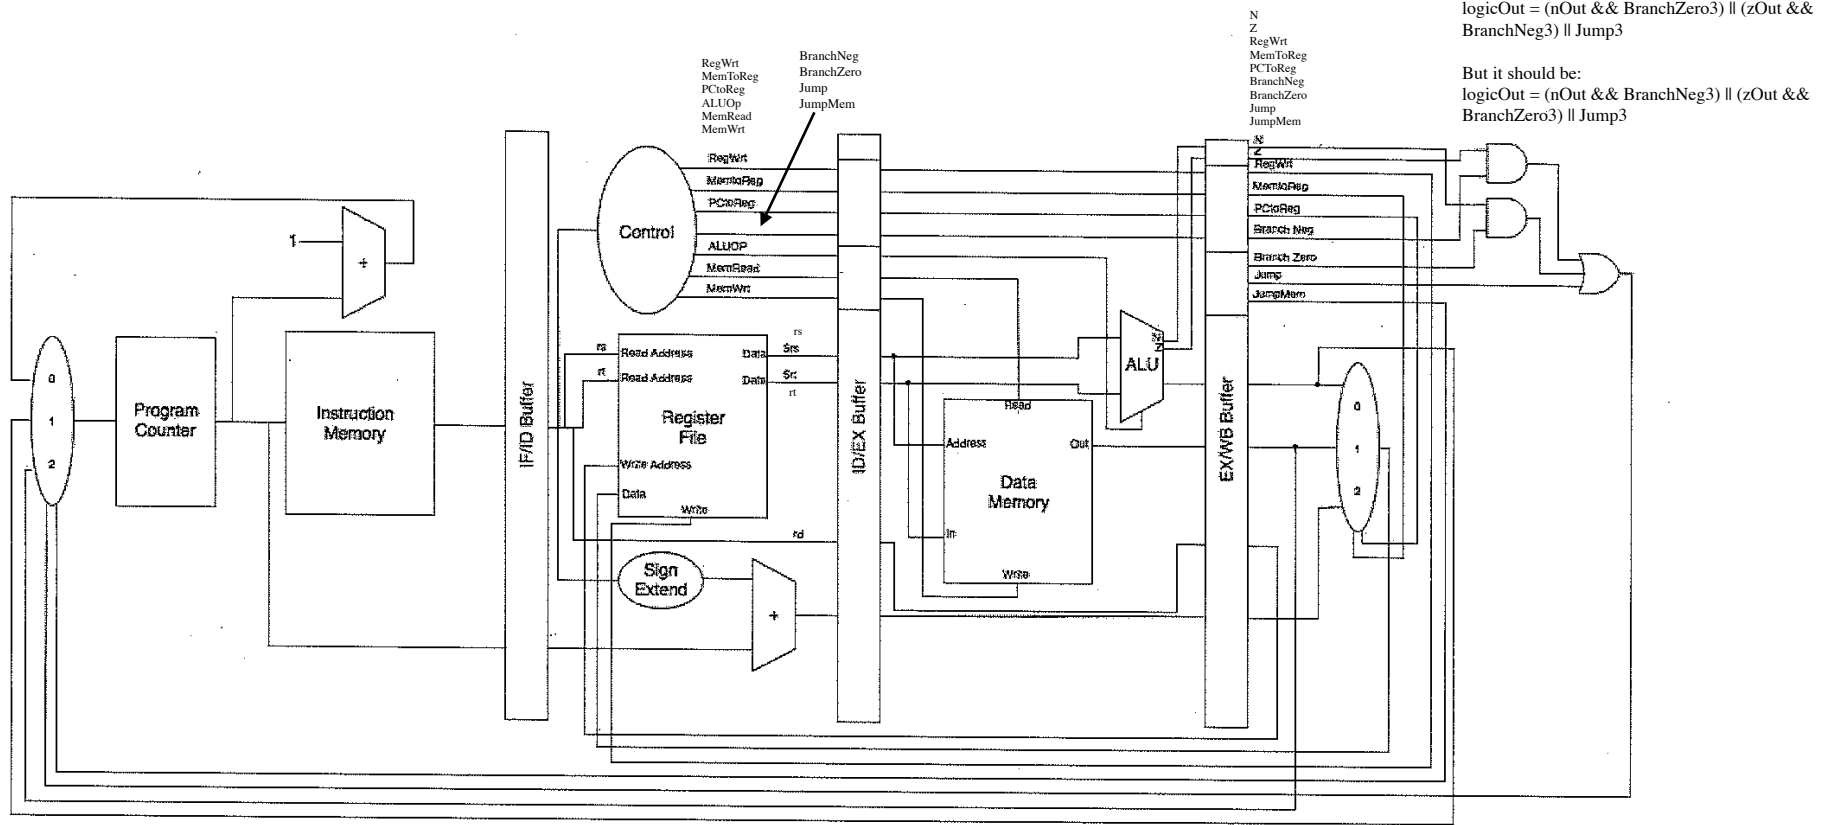 logicOut = (nOut && BranchZero3) || (zOut &&
BranchNeg3) || Jump3
But it should be:
logicOut = (nOut && BranchNeg3) || (zOut &&
BranchZero3) || Jump3
N
Z
RegWrt
MemToReg
PCToReg
BranchNeg
BranchZero
Jump
JumpMem
RegWrt
MemToReg
PCtoReg
ALUOp
MemRead
MemWrt
BranchNeg
BranchZero
Jump
JumpMem
RegWrt
MemtoReg
PCtoReg
ALUOP
MemRead
MemWrt
Control
N
Z
RegWrt
MemtoReg
PCtoReg
Branch Neg
Branch Zero
Jump
JumpMem
1
+
0
1
2
Program
Counter
Instruction
Memory
IF/ID Buffer
rs
rt
Read Address
Read Address
Data
Data
Register
File
Write Address
Data
Write
rs
$rs
$rt
rt
rd
Sign
Extend
+
ID/EX Buffer
N
Z
ALU
Read
Address
Out
Data
Memory
In
Write
EX/WB Buffer
0
1
2